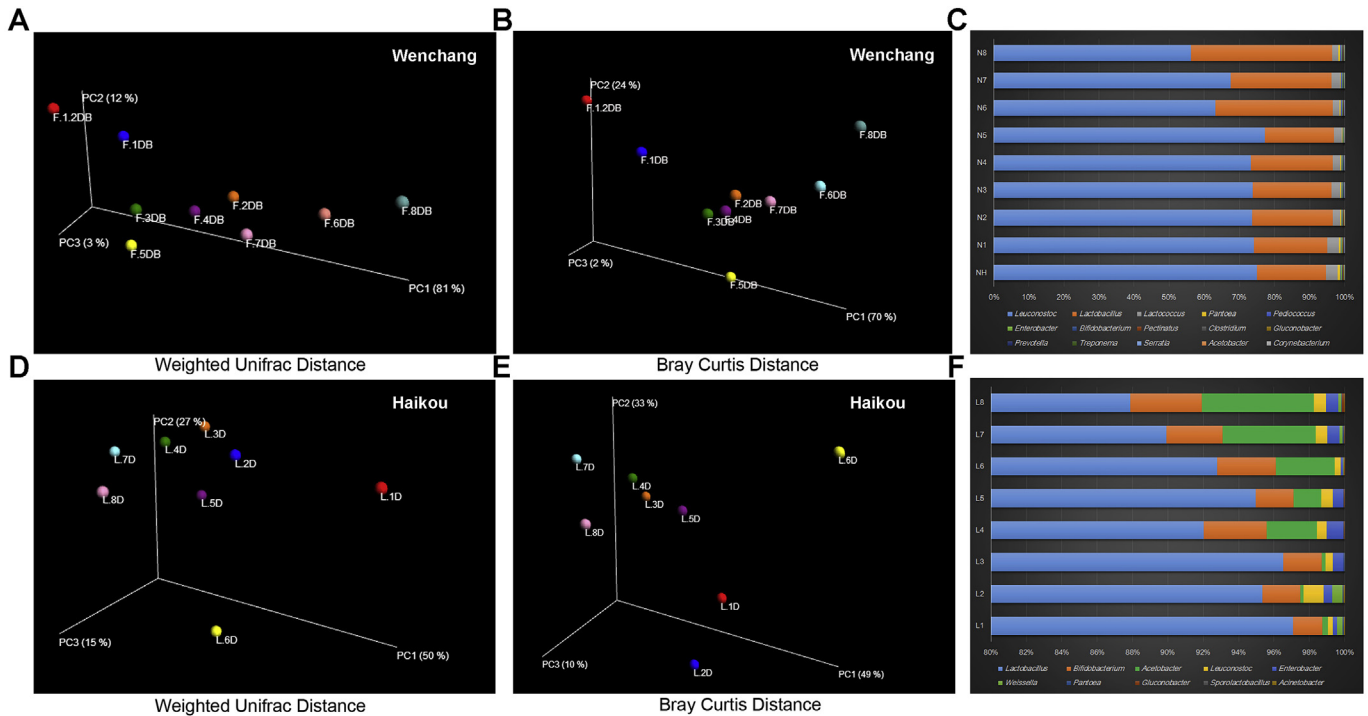 A
Wenchang
PC2 (12 %)
F.1.2DB
F.1DB
F.2DB
F.8DB
F.3DB
F.4DB
F.6DB
PC3 (3 %)
F.7DB
F.5DB
PC1 (81 %)
Weighted Unifrac Distance
B
Wenchang
PC2 (24 %)
F.1.2DB
F.8DB
F.1DB
F.6DB
F.2DB
F.7DB
F.3DB
F.4DB
PC3 (2 %)
F.5DB
PC1 (70 %)
Bray Curtis Distance
C
N8
N7
N6
N5
N4
N3
N2
N1
NH
0% 10% 20% 30% 40% 50% 60% 70% 80% 90% 100%
Leuconostoc Lactobacillus Lactococcus Pantoea Pediococcus
Enterobacter Bifidobacterium Pectinatus Clostridium Gluconobacter
Prevotella Treponema Serratia Acetobacter Corynebacterium
D
Haikou
PC2 (27 %)
L.3D
L.4D
L.7D
L.2D
L.8D
L.5D
L.1D
L.6D
PC3 (15 %)
PC1 (50 %)
Weighted Unifrac Distance
E
Haikou
PC2 (33 %)
L.6D
L.7D
L.4D
L.3D
L.5D
L.8D
L.1D
PC3 (10 %)
L.2D
PC1 (49 %)
Bray Curtis Distance
F
L8
L7
L6
L5
L4
L3
L2
L1
80% 82% 84% 86% 88% 90% 92% 94% 96% 98% 100%
Lactobacillus Bifidobacterium Acetobacter Leuconostoc Enterobacter
Weissella Pantoea Gluconobacter Sporolactobacillus Acinetobacter